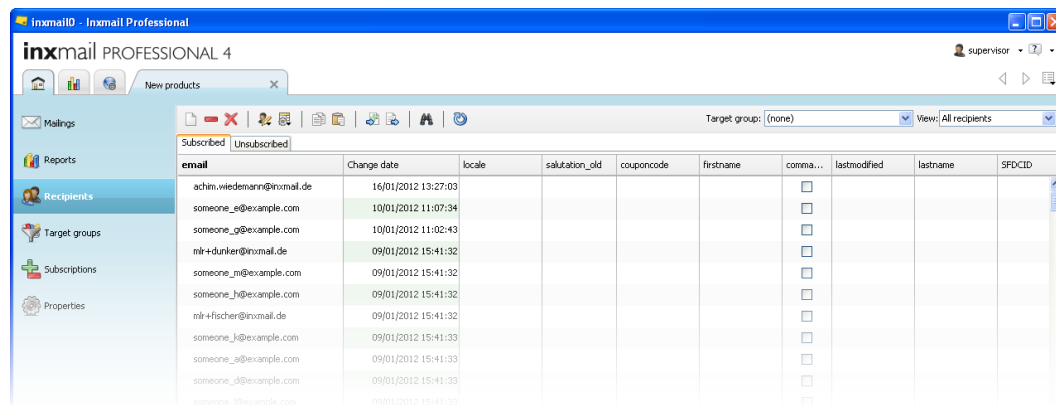 inxmail0 - Inxmail Professional
inxmail PROFESSIONAL 4
supervisor
New products
Mailings
Reports
Recipients
Target groups
Subscriptions
Properties
Target group: (none) View: All recipients
Subscribed Unsubscribed
email Change date locale salutation_old couponcode firstname comma... lastmodified lastname SFDCID
achim.wiedemann@inxmail.de 16/01/2012 13:27:03
someone_e@example.com 10/01/2012 11:07:34
someone_g@example.com 10/01/2012 11:02:43
mlr+dunker@inxmail.de 09/01/2012 15:41:32
someone_m@example.com 09/01/2012 15:41:32
someone_h@example.com 09/01/2012 15:41:32
mlr+fischer@inxmail.de 09/01/2012 15:41:32
someone_k@example.com 09/01/2012 15:41:33
someone_a@example.com 09/01/2012 15:41:33
someone_d@example.com 09/01/2012 15:41:33
09/01/2012 15:41:33